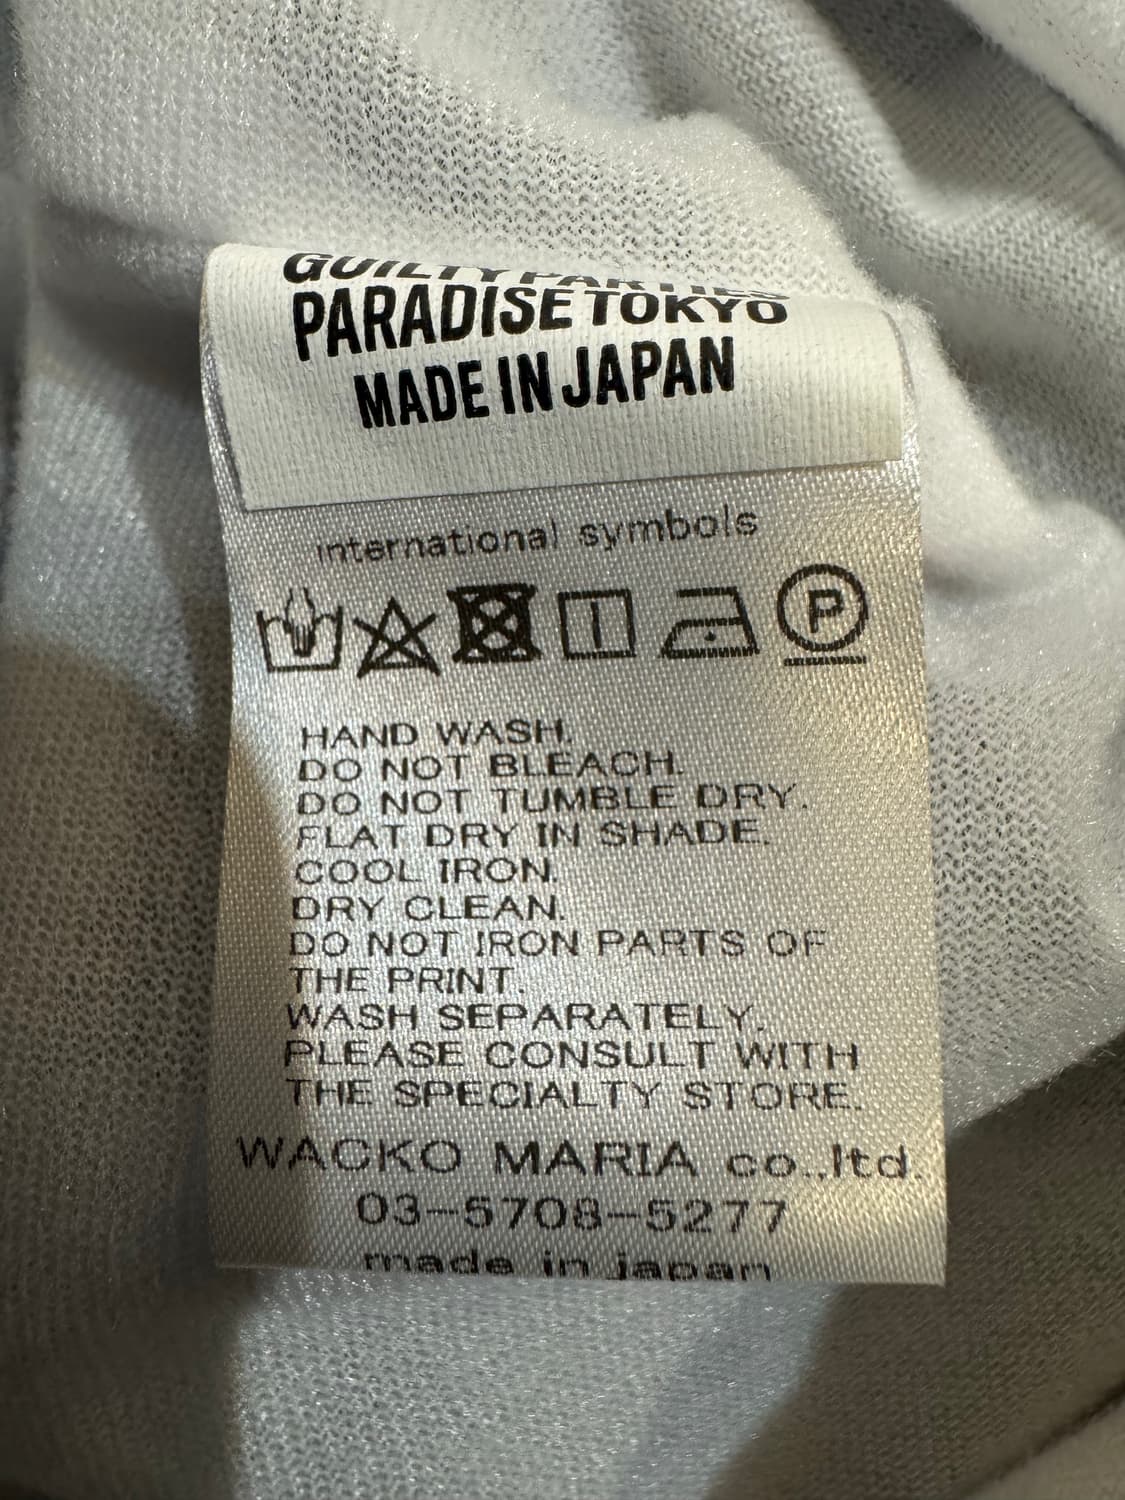 GUILTY PARTIES
PARADISE TOKYO
MADE IN JAPAN
international symbols
P
HAND WASH.
DO NOT BLEACH.
DO NOT TUMBLE DRY.
FLAT DRY IN SHADE.
COOL IRON.
DRY CLEAN.
DO NOT IRON PARTS OF
THE PRINT.
WASH SEPARATELY.
PLEASE CONSULT WITH
THE SPECIALTY STORE.
WACKO MARIA co.,ltd.
03-5708-5277
made in japan